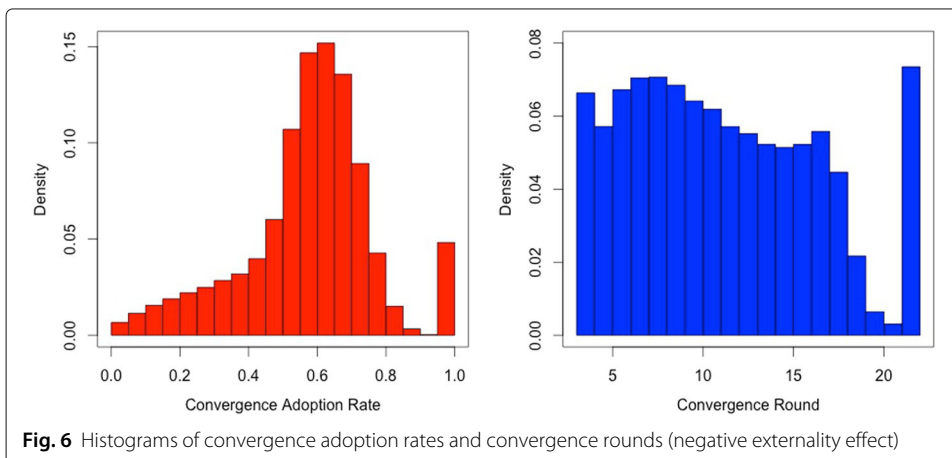 0.15
0.10
0.05
0.00
Density
0.0 0.2 0.4 0.6 0.8 1.0
Convergence Adoption Rate
0.08
0.06
0.04
0.02
0.00
Density
5 10 15 20
Convergence Round
Fig. 6 Histograms of convergence adoption rates and convergence rounds (negative externality effect)